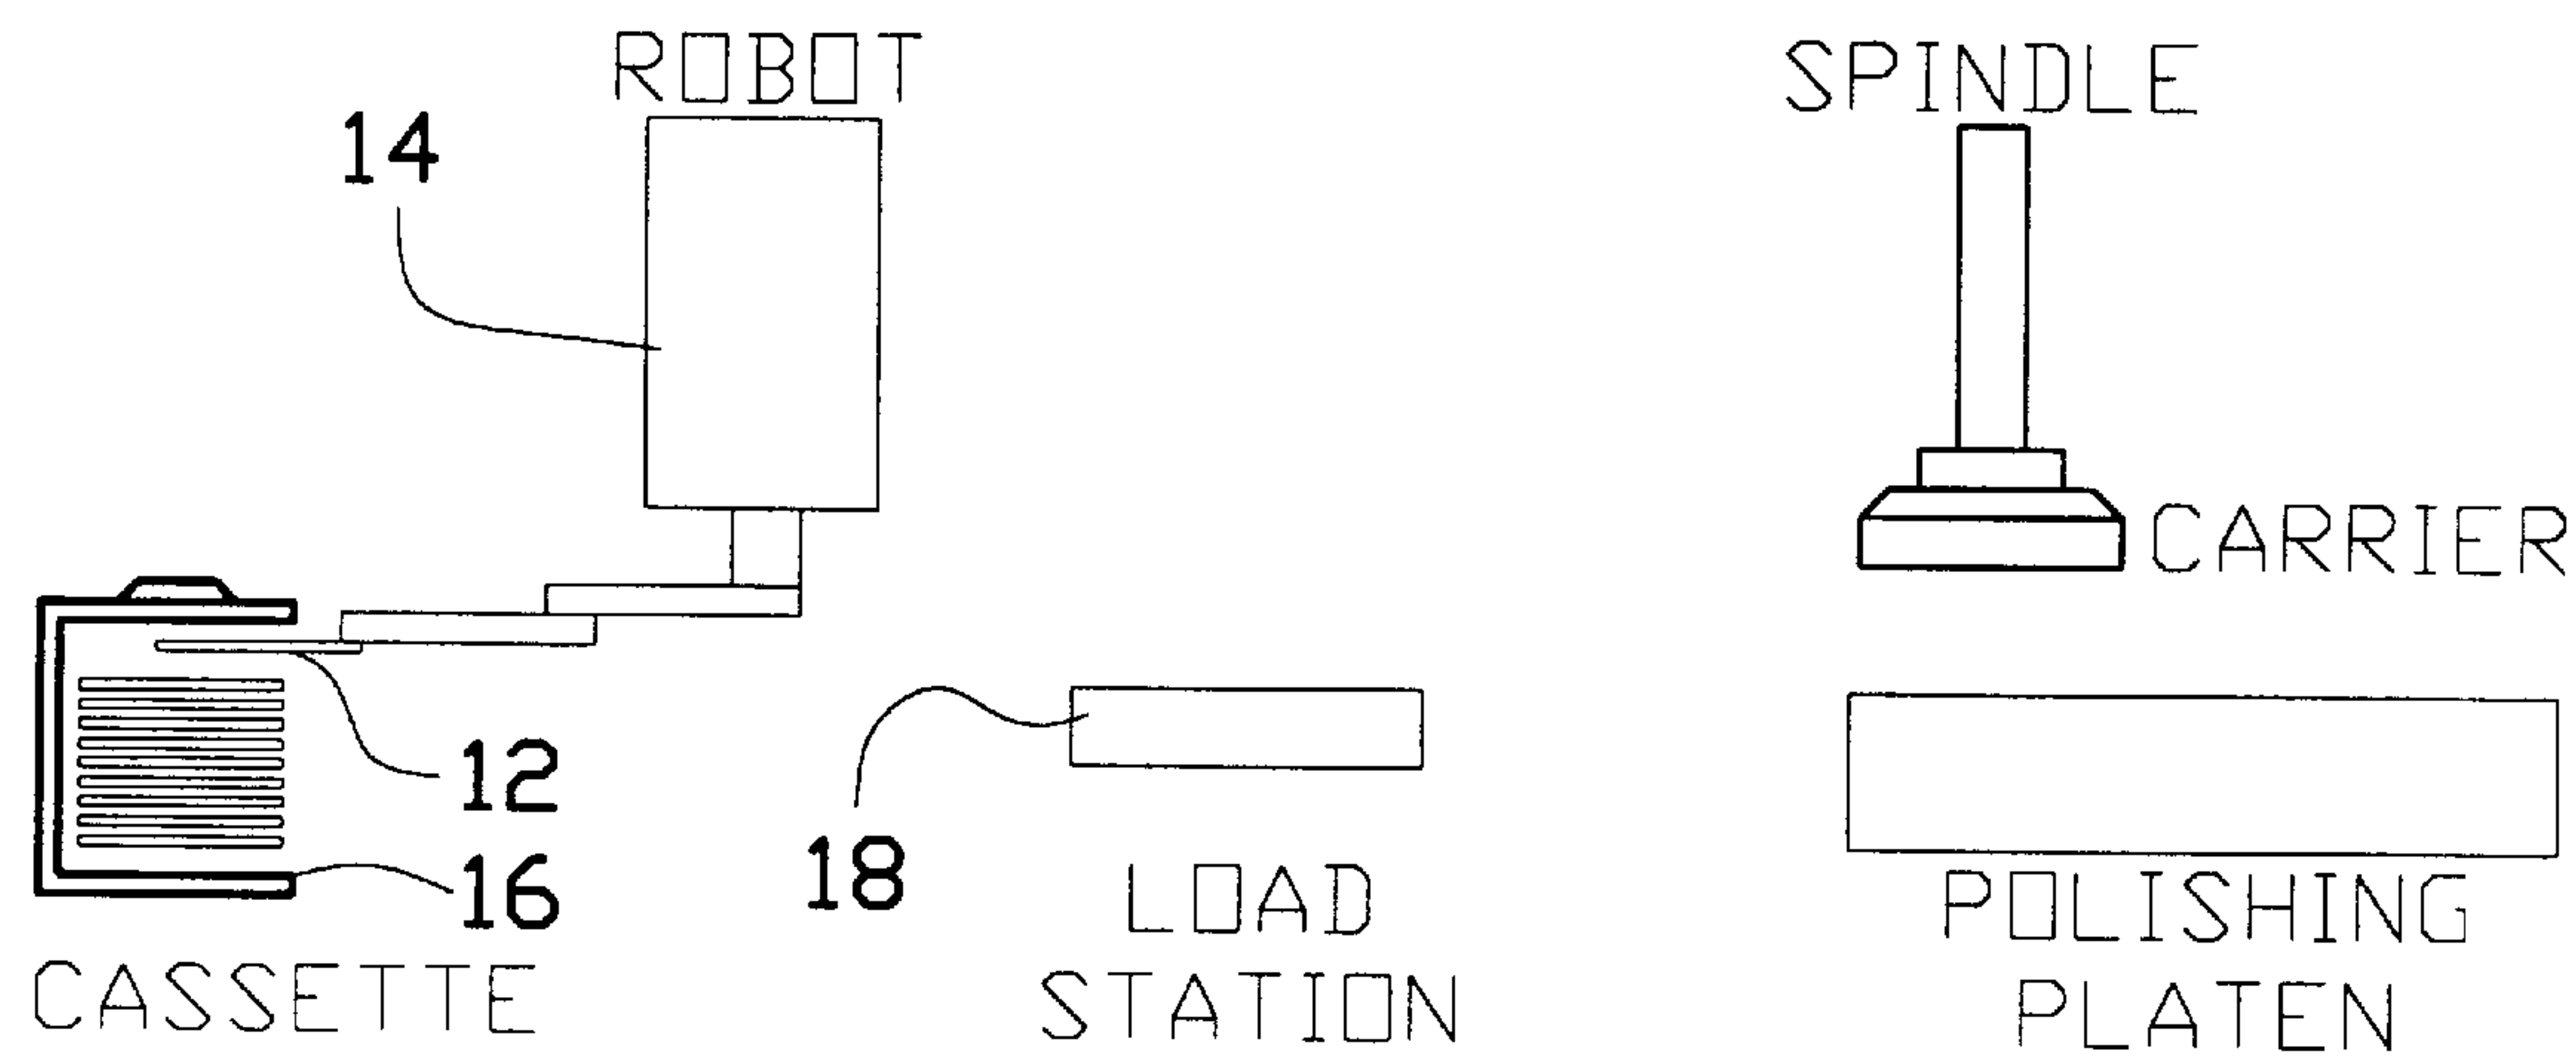 ROBOT
SPINDLE
14
CARRIER
12
18
16
LOAD
STATION
POLISHING
PLATEN
CASSETTE